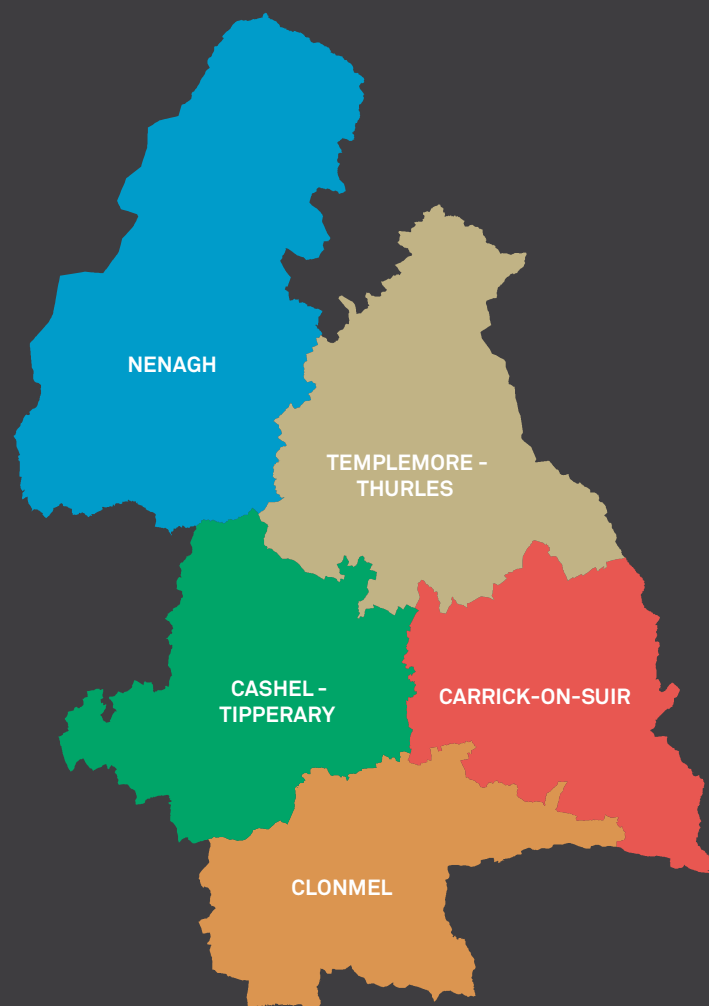 NENAGH
TEMPLEMORE -
THURLES
CASHEL -
TIPPERARY
CARRICK-ON-SUIR
CLONMEL